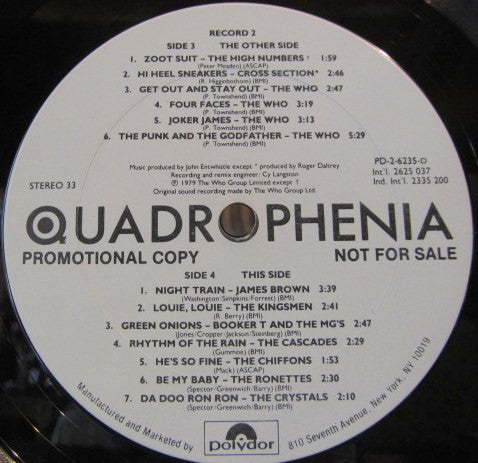 RECORD 2
SIDE 3 THE OTHER SIDE
1. ZOOT SUIT – THE HIGH NUMBERS † 1:59
(Peter Meaden) (ASCAP)
2. HI HEEL SNEAKERS – CROSS SECTION* 2:46
(R. Higginbothom) (BMI)
3. GET OUT AND STAY OUT – THE WHO 2:47
(P. Townshend) (BMI)
4. FOUR FACES – THE WHO 3:19
(P. Townshend) (BMI)
5. JOKER JAMES – THE WHO 3:13
(P. Townshend) (BMI)
6. THE PUNK AND THE GODFATHER – THE WHO 5:29
(P. Townshend) (BMI)
Music produced by John Entwhistle except * produced by Roger Daltrey
Recording and remix engineer: Cy Langston
℗ 1979 The Who Group Limited except †
Original sound recording made by The Who Group Ltd.
STEREO 33
PD-2-6235-O
Int'l. 2625 037
Ind. Int'l. 2335 200
QUADROPHENIA
PROMOTIONAL COPY NOT FOR SALE
SIDE 4 THIS SIDE
1. NIGHT TRAIN – JAMES BROWN 3:39
(Washington/Simpkins/Forrest) (BMI)
2. LOUIE, LOUIE – THE KINGSMEN 2:41
(R. Berry) (BMI)
3. GREEN ONIONS – BOOKER T AND THE MG'S 2:47
(Jones/Cropper/Jackson/Steinberg) (BMI)
4. RHYTHM OF THE RAIN – THE CASCADES 2:29
(Gummoe) (BMI)
5. HE'S SO FINE – THE CHIFFONS 1:53
(Mack) (ASCAP)
6. BE MY BABY – THE RONETTES 2:30
(Spector/Greenwich/Barry) (BMI)
7. DA DOO RON RON – THE CRYSTALS 2:10
(Spector/Greenwich/Barry) (BMI)
Manufactured and Marketed by polydor 810 Seventh Avenue, New York, NY 10019